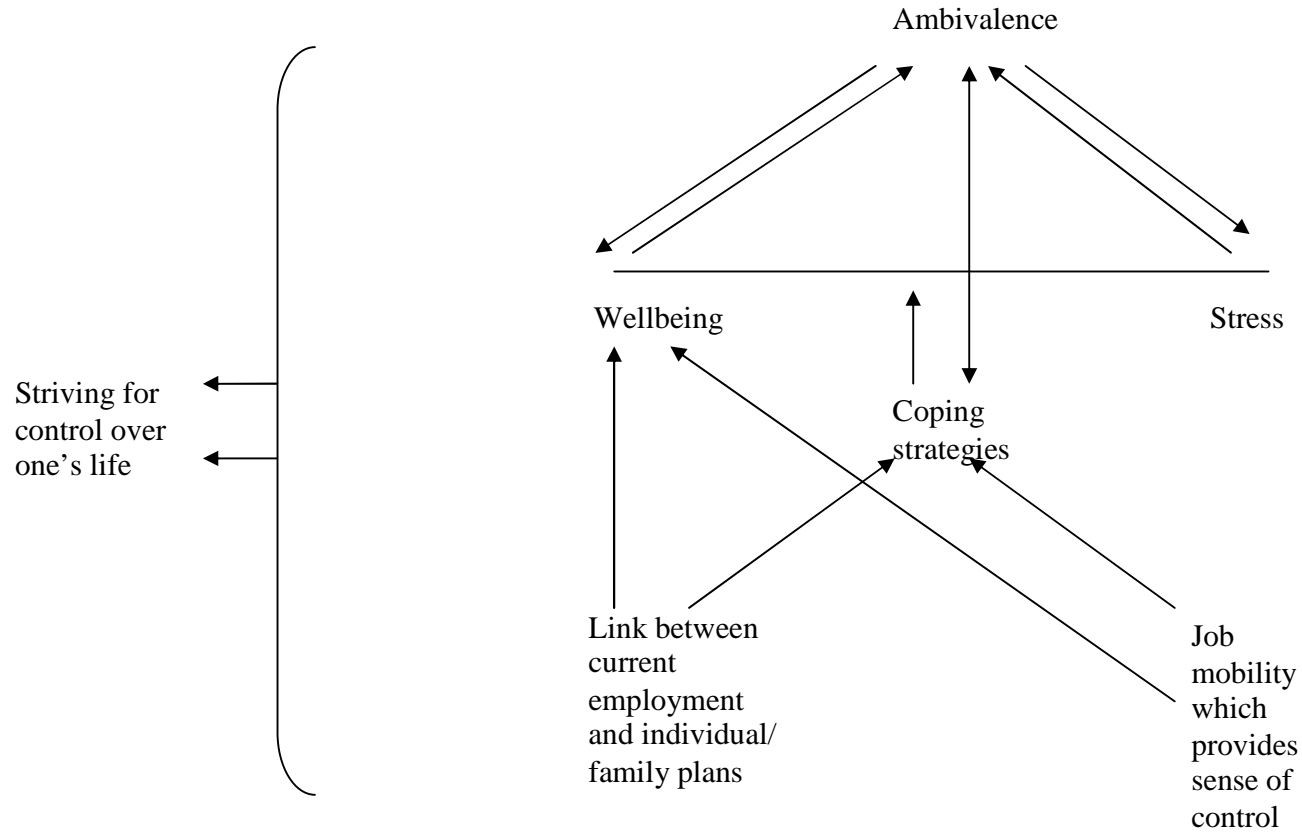 Ambivalence
Wellbeing
Stress
Striving for
control over
one’s life
Coping
strategies
Link between
current
employment
and individual/
family plans
Job
mobility
which
provides
sense of
control